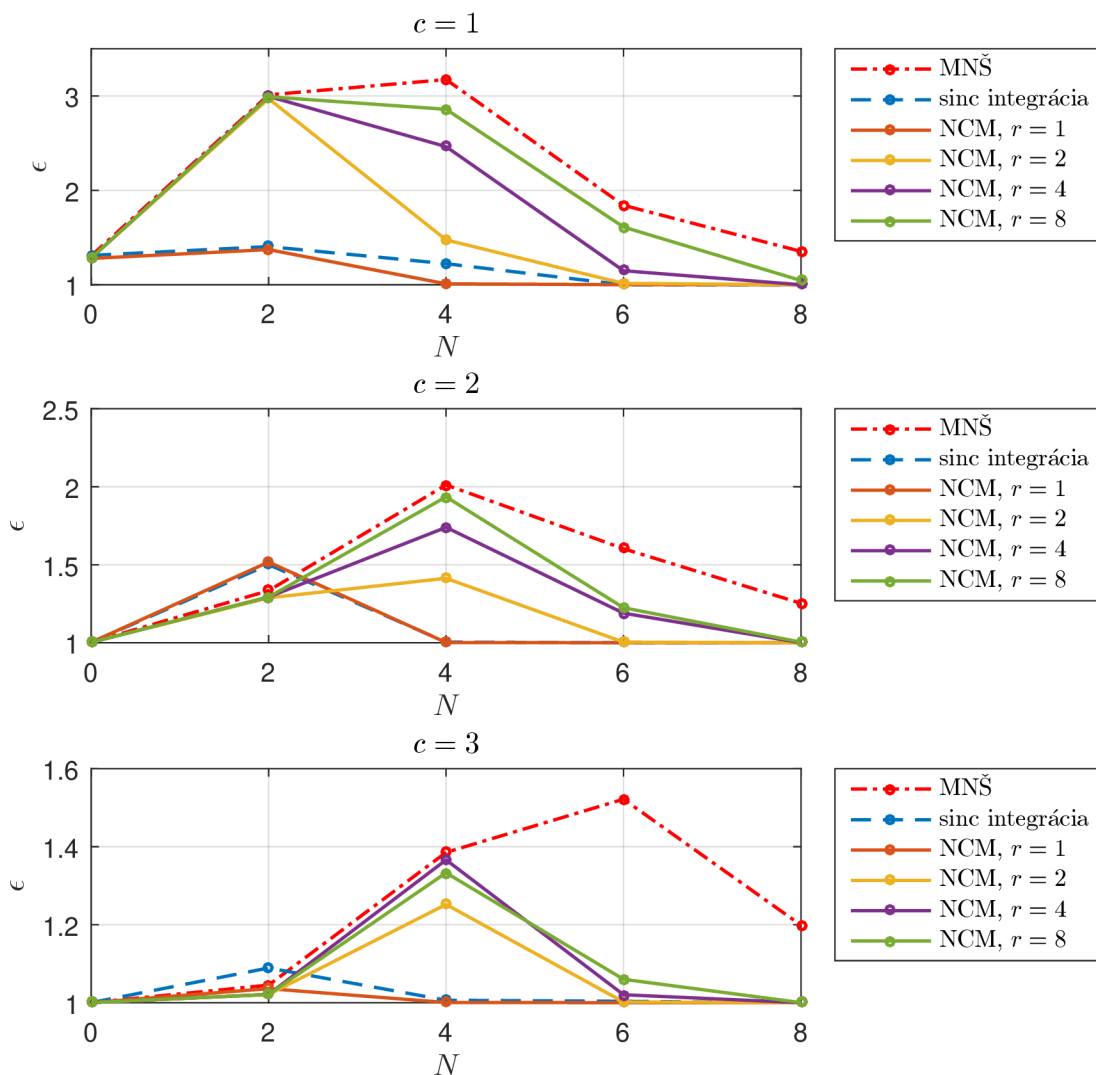 c = 1
3
2
1
ϵ
0 2 4 6 8
N
MNŠ
sinc integrácia
NCM, r = 1
NCM, r = 2
NCM, r = 4
NCM, r = 8
c = 2
2.5
2
1.5
1
ϵ
0 2 4 6 8
N
MNŠ
sinc integrácia
NCM, r = 1
NCM, r = 2
NCM, r = 4
NCM, r = 8
c = 3
1.6
1.4
1.2
1
ϵ
0 2 4 6 8
N
MNŠ
sinc integrácia
NCM, r = 1
NCM, r = 2
NCM, r = 4
NCM, r = 8